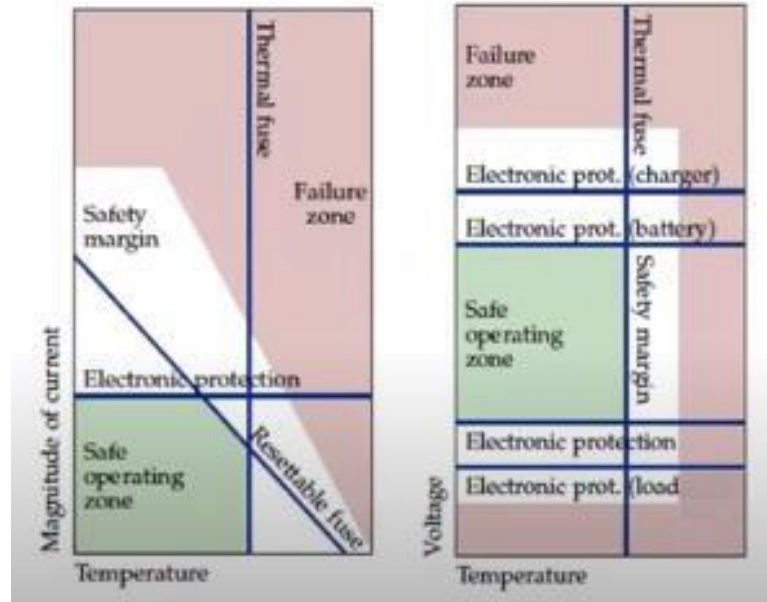 Thermal fuse
Failure
zone
Safety
margin
Electronic protection
Safe
operating
zone
Resettable fuse
Magnitude of current
Temperature
Failure
zone
Thermal fuse
Electronic prot. (charger)
Electronic prot. (battery)
Safe
operating
zone
Safety margin
Electronic protection
Electronic prot. (load
Voltage
Temperature